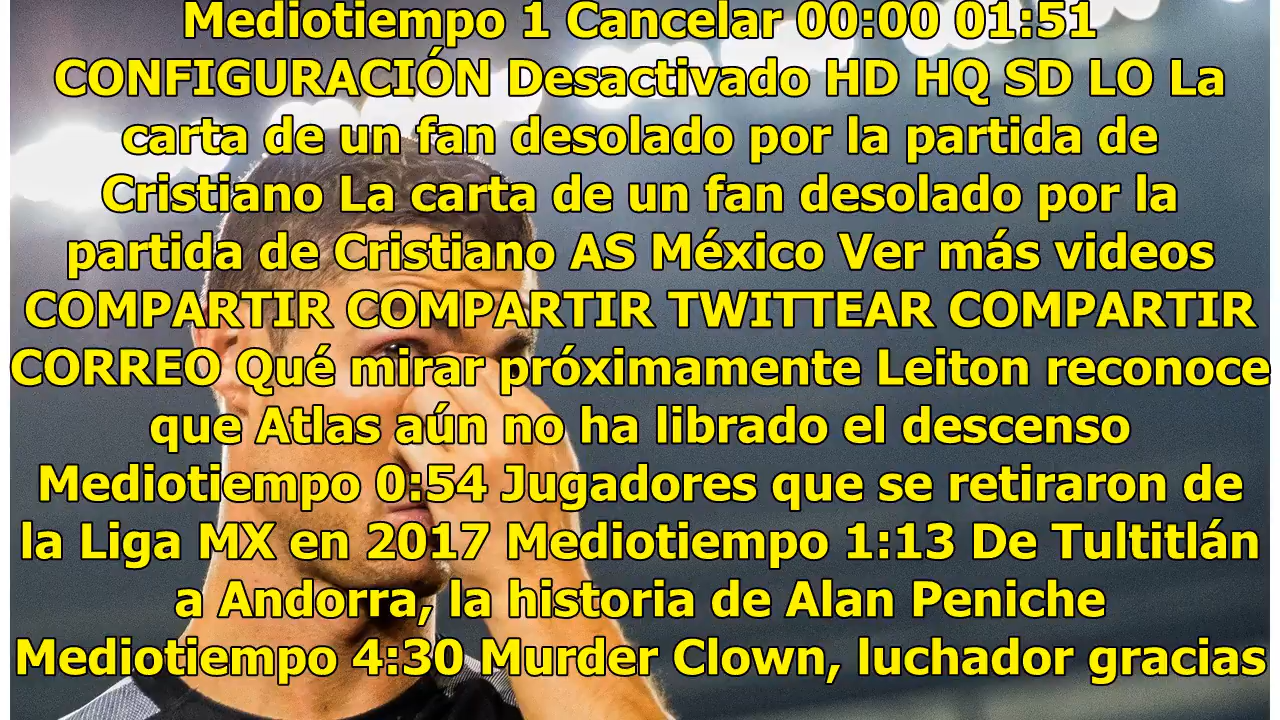 Mediotiempo 1 Cancelar 00:00 01:51
CONFIGURACIÓN Desactivado HD HQ SD LO La
carta de un fan desolado por la partida de
Cristiano La carta de un fan desolado por la
partida de Cristiano AS México Ver más videos
COMPARTIR COMPARTIR TWITTEAR COMPARTIR
CORREO Qué mirar próximamente Leiton reconoce
que Atlas aún no ha librado el descenso
Mediotiempo 0:54 Jugadores que se retiraron de
la Liga MX en 2017 Mediotiempo 1:13 De Tultitlán
a Andorra, la historia de Alan Peniche
Mediotiempo 4:30 Murder Clown, luchador gracias